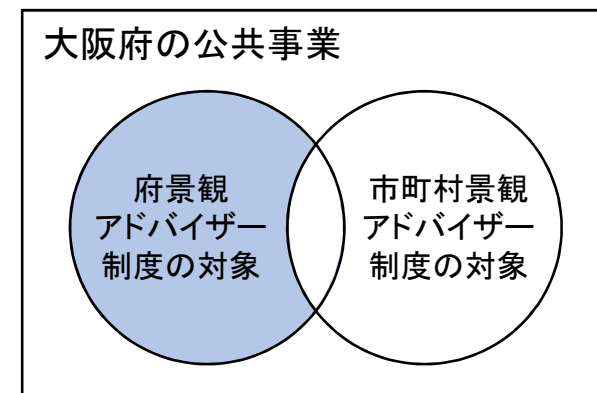 大阪府の公共事業
府景観
アドバイザー
制度の対象
市町村景観
アドバイザー
制度の対象